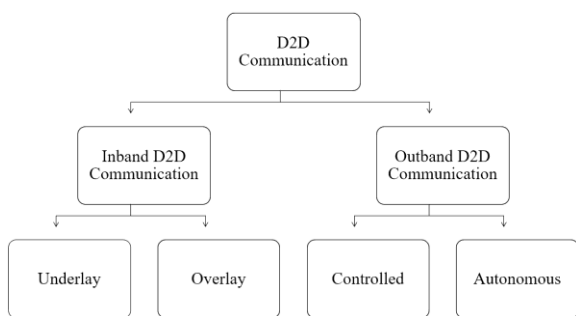 D2D
Communication
Inband D2D
Communication
Outband D2D
Communication
Underlay
Overlay
Controlled
Autonomous